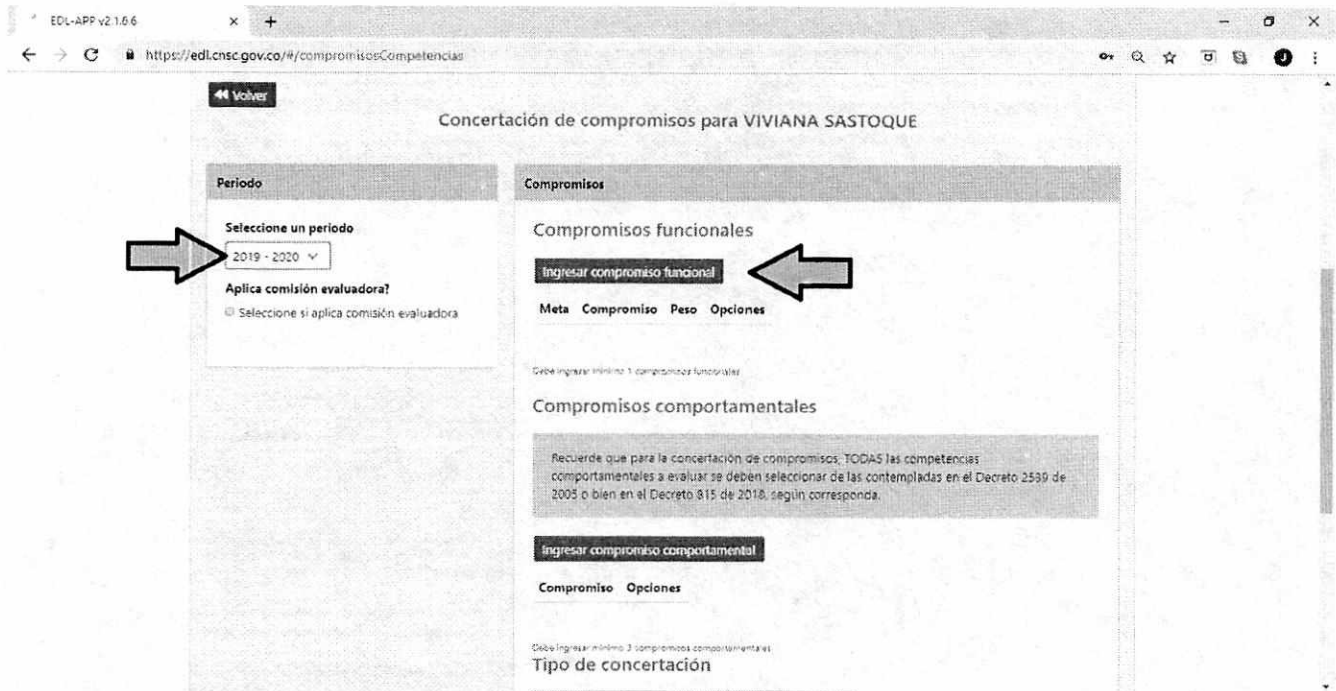 EDL-APP v2.1.6.6
https://edl.cnsc.gov.co/#/compromisosCompetencias
Volver
Concertación de compromisos para VIVIANA SASTOQUE
Periodo
Seleccione un periodo
2019 - 2020
Aplica comisión evaluadora?
Seleccione si aplica comisión evaluadora
Compromisos
Compromisos funcionales
Ingresar compromiso funcional
Meta Compromiso Peso Opciones
Debe ingresar mínimo 1 compromisos funcionales
Compromisos comportamentales
Recuerde que para la concertación de compromisos, TODAS las competencias
comportamentales a evaluar se deben seleccionar de las contempladas en el Decreto 2539 de
2005 o bien en el Decreto 815 de 2018, según corresponda.
Ingresar compromiso comportamental
Compromiso Opciones
Debe ingresar mínimo 3 compromisos comportamentales
Tipo de concertación